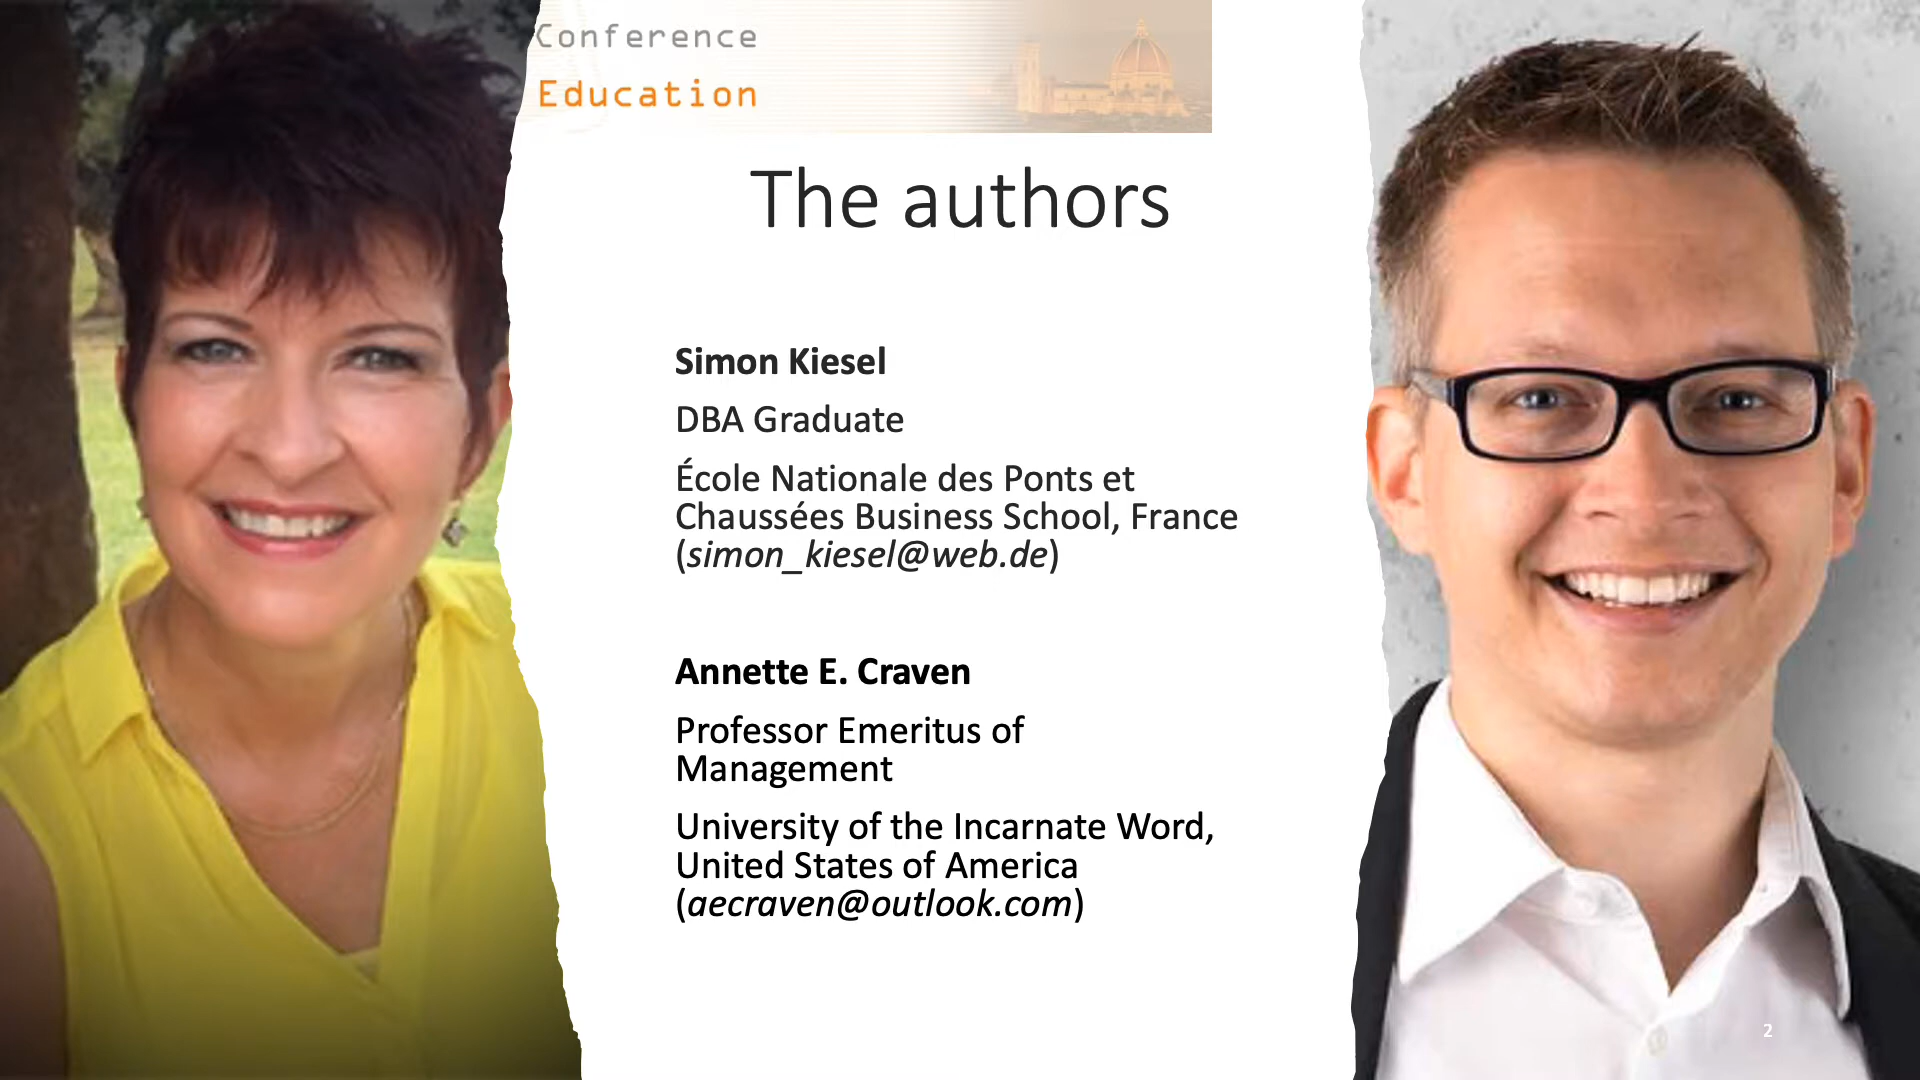 Conference
Education
The authors
Simon Kiesel
DBA Graduate
École Nationale des Ponts et
Chaussées Business School, France
(simon_kiesel@web.de)
Annette E. Craven
Professor Emeritus of
Management
University of the Incarnate Word,
United States of America
(aecraven@outlook.com)
2